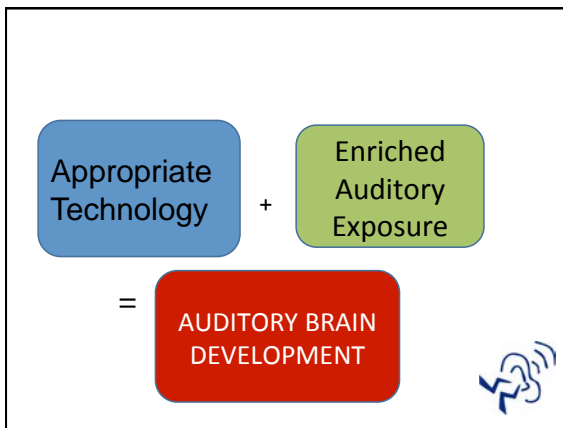 Appropriate
Technology
+
Enriched
Auditory
Exposure
=
AUDITORY BRAIN
DEVELOPMENT